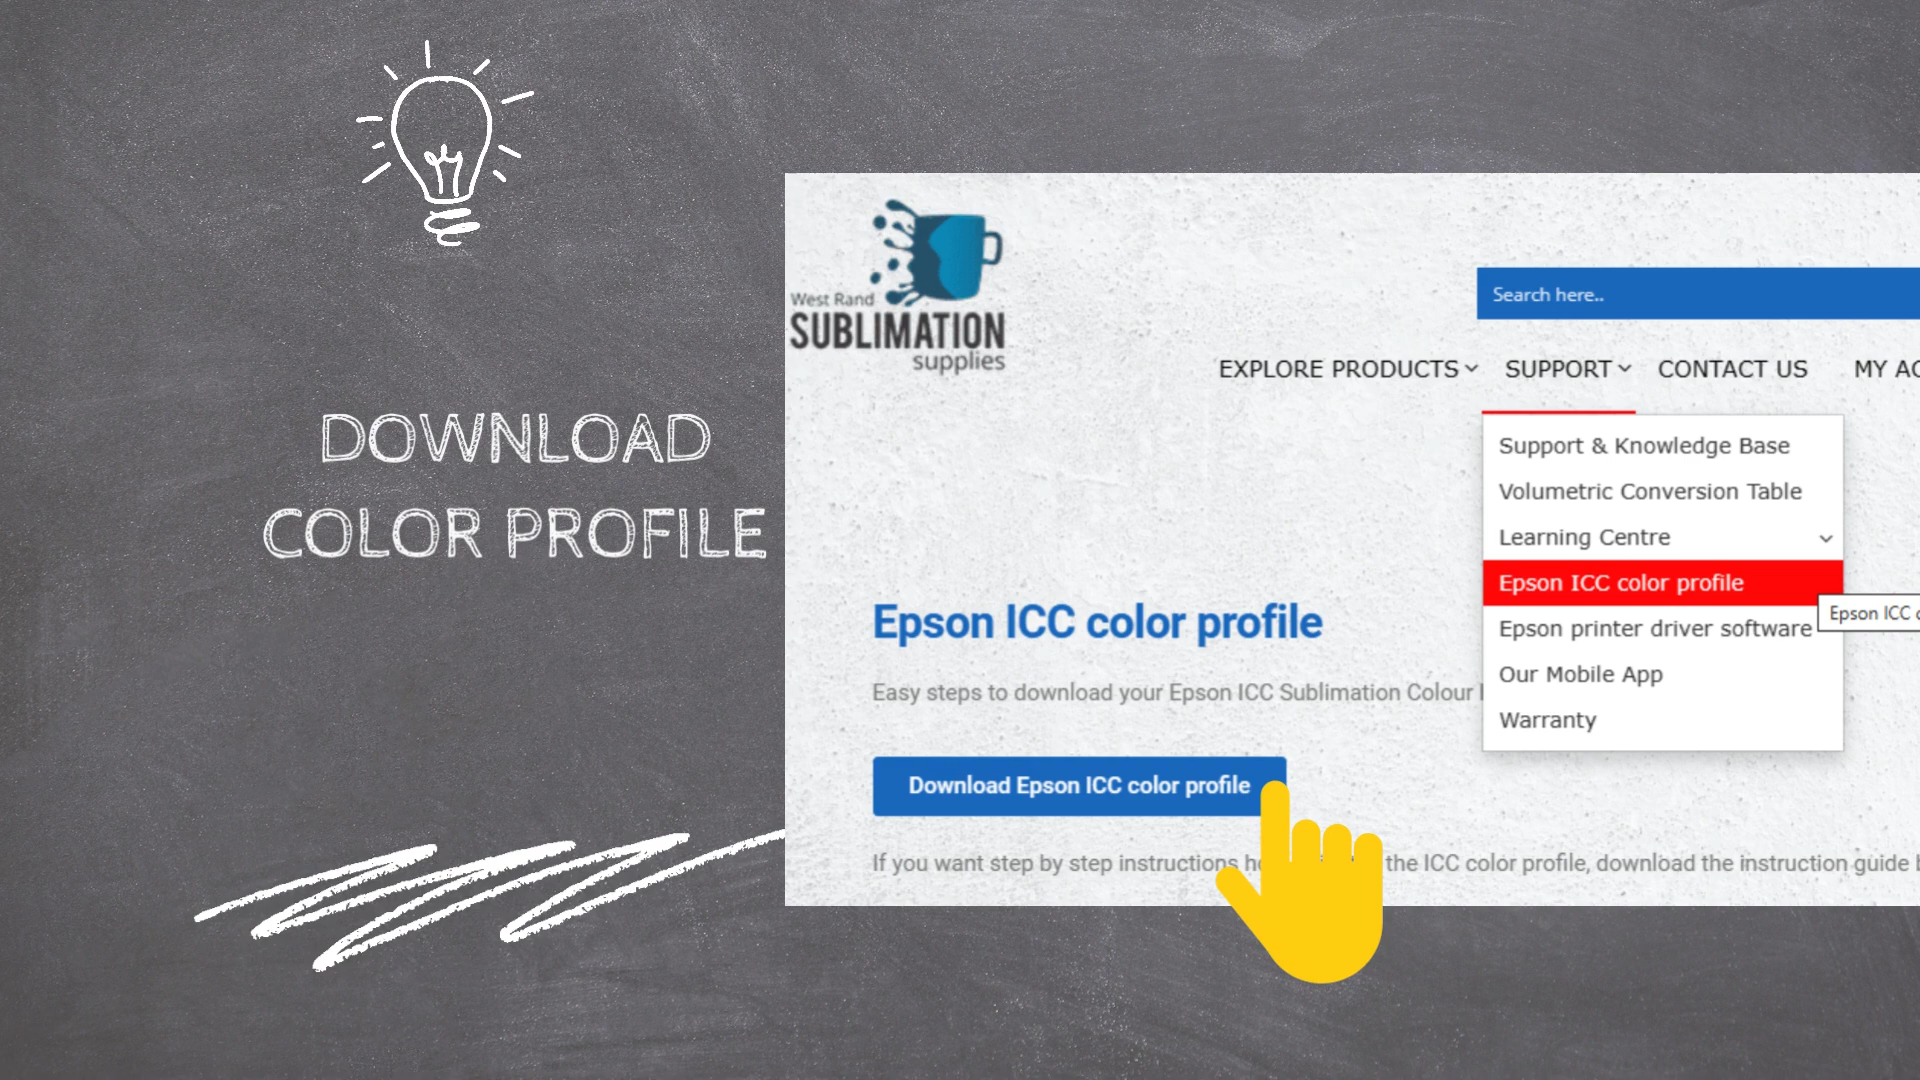 DOWNLOAD
COLOR PROFILE
West Rand
SUBLIMATION
supplies
Search here..
EXPLORE PRODUCTS SUPPORT CONTACT US MY
Support & Knowledge Base
Volumetric Conversion Table
Learning Centre
Epson ICC color profile
Epson ICC
Epson printer driver software
Our Mobile App
Warranty
Epson ICC color profile
Easy steps to download your Epson ICC Sublimation Colour
Download Epson ICC color profile
If you want step by step instructions the ICC color profile, download the instruction guide